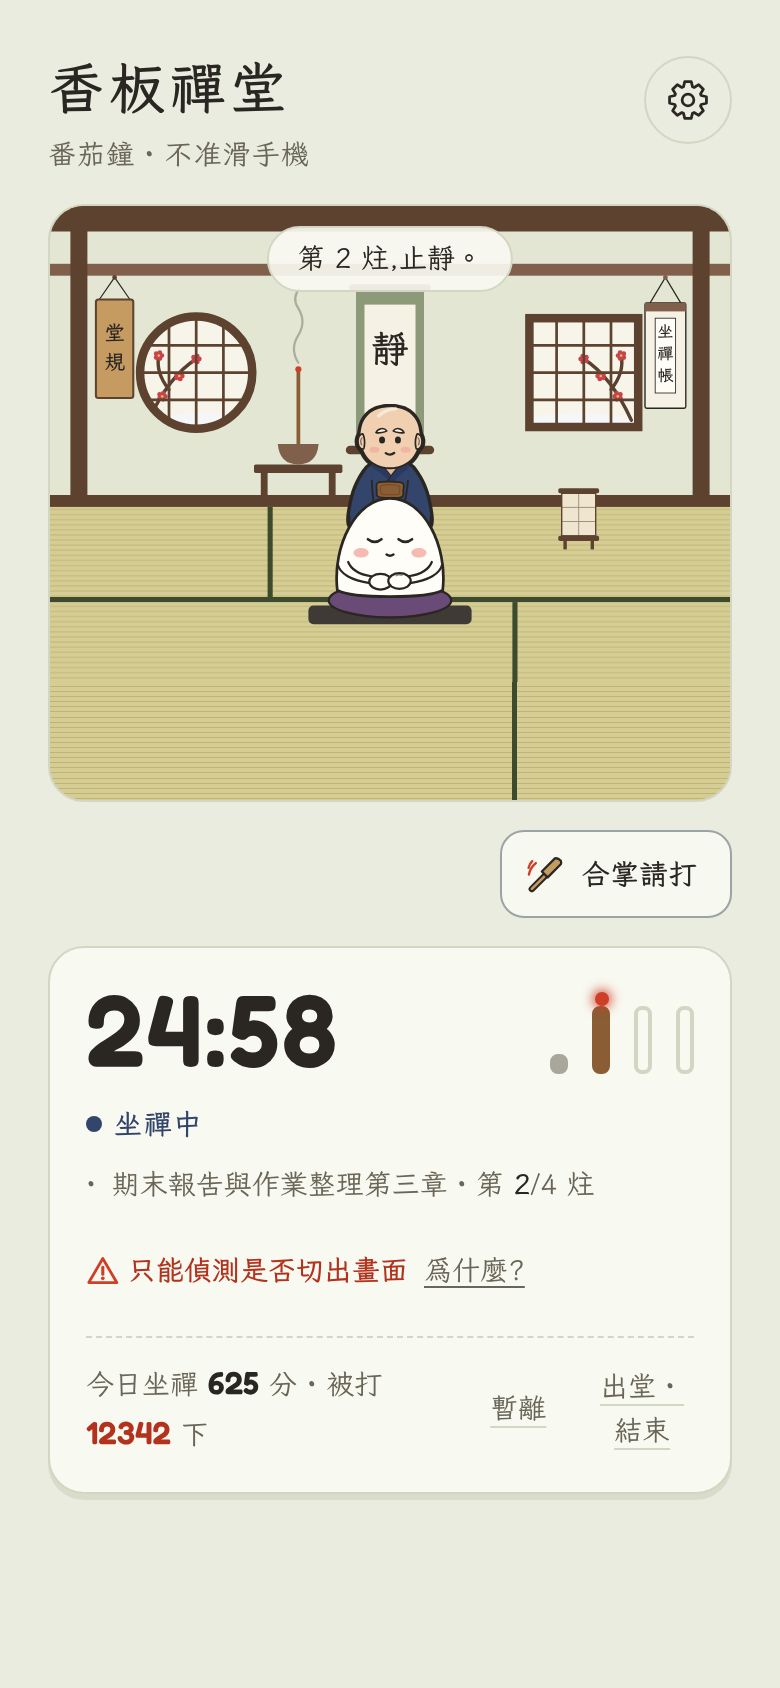 香板禪堂
番茄鐘・不准滑手機
第 2 炷,止靜。
堂規
靜
坐禪帳
合掌請打
24:58
坐禪中
・ 期末報告與作業整理第三章・第 2/4 炷
只能偵測是否切出畫面 為什麼?
今日坐禪 625 分・被打
12342 下
暫離
出堂・
結束